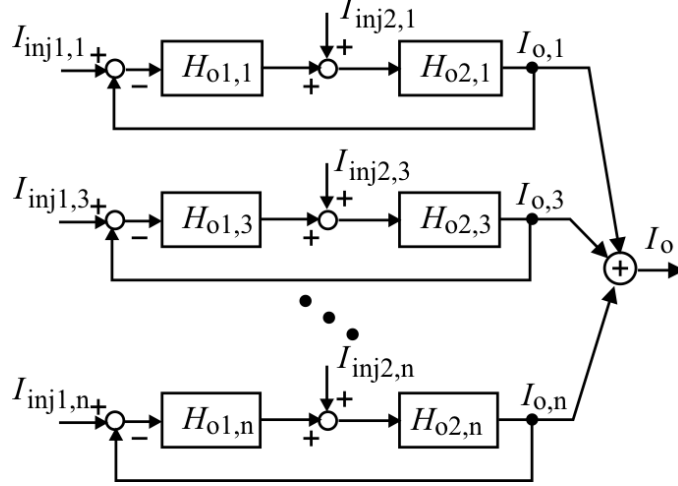 I_inj2,1
I_inj1,1 + − H_o1,1 + + H_o2,1 I_o,1
I_inj2,3
I_inj1,3 + − H_o1,3 + + H_o2,3 I_o,3
+ I_o
I_inj2,n
I_inj1,n + − H_o1,n + + H_o2,n I_o,n